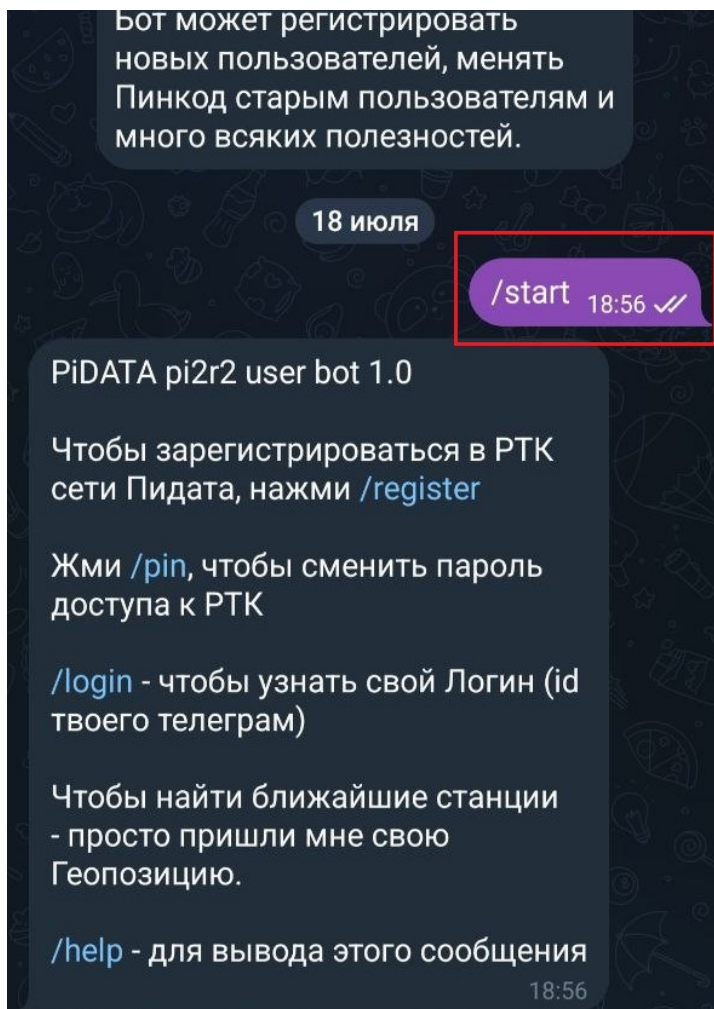 Бот может регистрировать
новых пользователей, менять
Пинкод старым пользователям и
много всяких полезностей.
18 июля
/start 18:56
PiDATA pi2r2 user bot 1.0
Чтобы зарегистрироваться в РТК
сети Пидата, нажми /register
Жми /pin, чтобы сменить пароль
доступа к РТК
/login - чтобы узнать свой Логин (id
твоего телеграм)
Чтобы найти ближайшие станции
- просто пришли мне свою
Геопозицию.
/help - для вывода этого сообщения
18:56